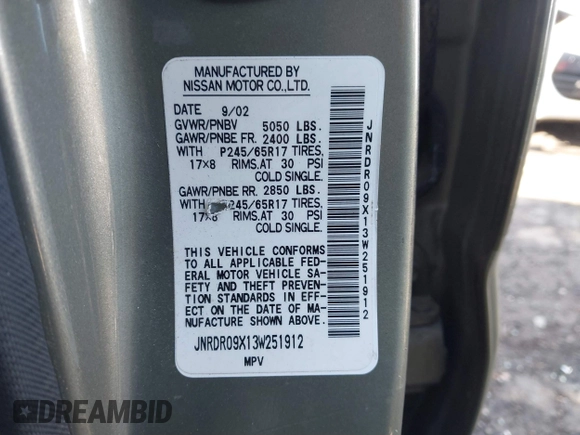 MANUFACTURED BY
NISSAN MOTOR CO.,LTD.
DATE 9/02
GVWR/PNBV 5050 LBS.
GAWR/PNBE FR. 2400 LBS.
WITH P245/65R17 TIRES,
17×8 RIMS,AT 30 PSI
COLD SINGLE.
GAWR/PNBE RR. 2850 LBS.
WITH 245/65R17 TIRES,
17×8 RIMS,AT 30 PSI
COLD SINGLE.
THIS VEHICLE CONFORMS
TO ALL APPLICABLE FED-
ERAL MOTOR VEHICLE SA-
FETY AND THEFT PREVEN-
TION STANDARDS IN EFF-
ECT ON THE DATE OF MA-
NUFACTURE SHOWN ABOVE.
JNRDR09X13W251912
MPV
JNRDR09X13W251912
DREAMBID